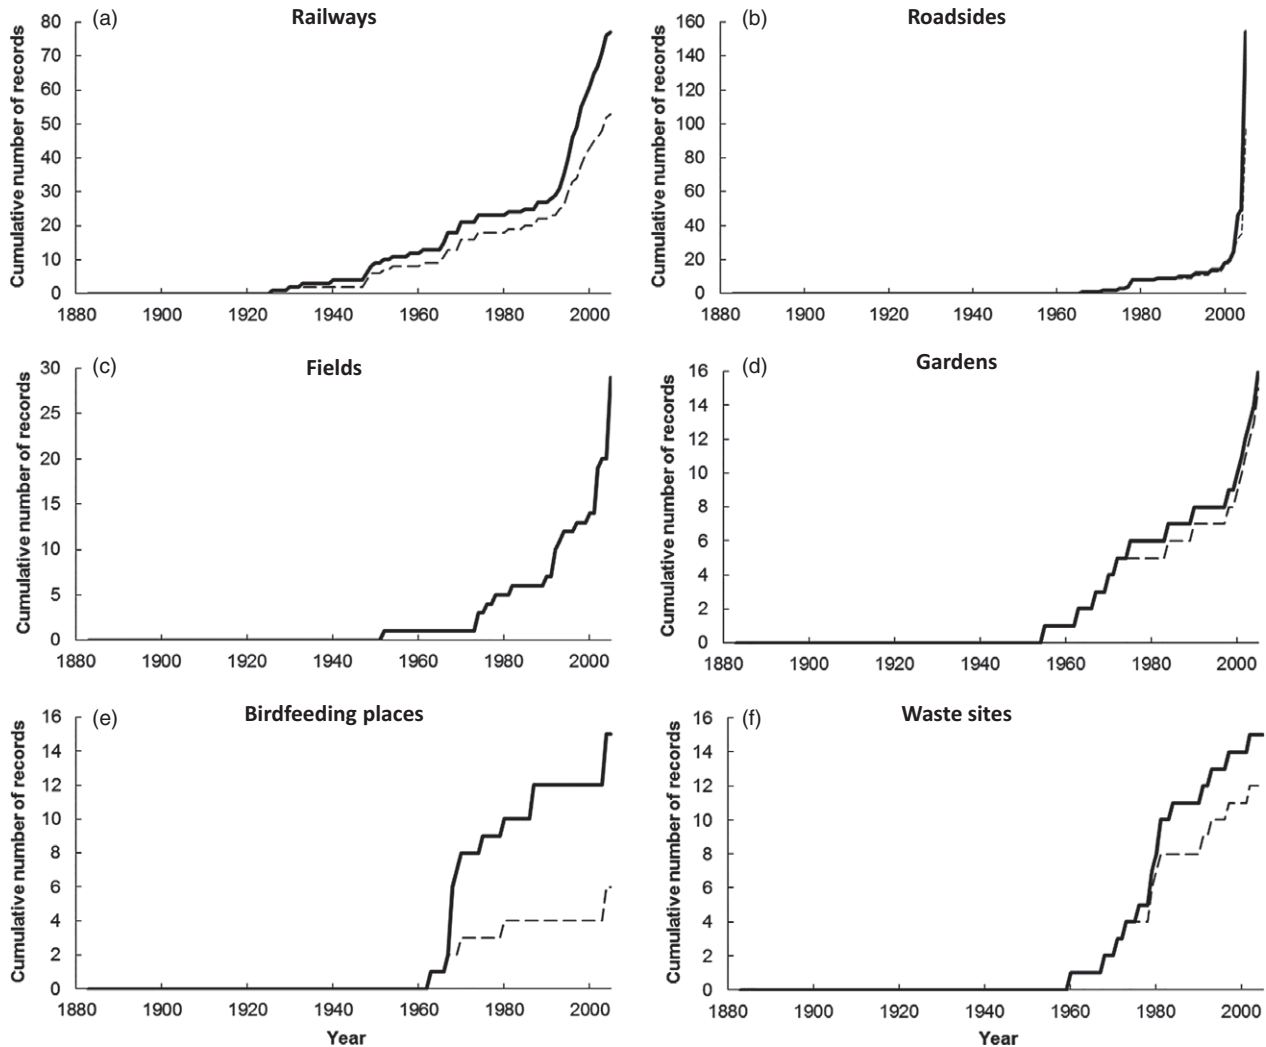 (a) Railways
Cumulative number of records
80
70
60
50
40
30
20
10
0
1880 1900 1920 1940 1960 1980 2000
(b) Roadsides
Cumulative number of records
160
140
120
100
80
60
40
20
0
1880 1900 1920 1940 1960 1980 2000
(c) Fields
Cumulative number of records
30
25
20
15
10
5
0
1880 1900 1920 1940 1960 1980 2000
(d) Gardens
Cumulative number of records
16
14
12
10
8
6
4
2
0
1880 1900 1920 1940 1960 1980 2000
(e) Birdfeeding places
Cumulative number of records
16
14
12
10
8
6
4
2
0
1880 1900 1920 1940 1960 1980 2000
Year
(f) Waste sites
Cumulative number of records
16
14
12
10
8
6
4
2
0
1880 1900 1920 1940 1960 1980 2000
Year